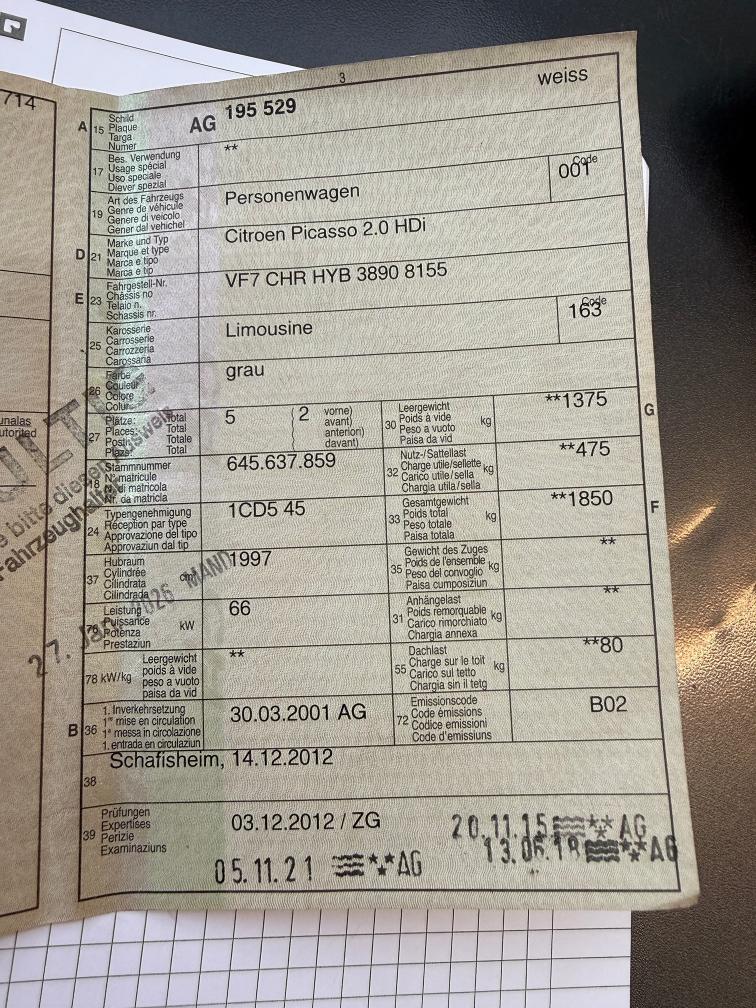 714
3
weiss
A
15
Schild
Plaque
Targa
Numer
AG 195 529
17
Bes. Verwendung
Usage spécial
Uso speciale
Diever spezial
**
19
Art des Fahrzeugs
Genre de véhicule
Genere di veicolo
Gener dal vehichel
Personenwagen
Code
001
D
21
Marke und Typ
Marque et type
Marca e tipo
Marca e tip
Citroen Picasso 2.0 HDi
E
23
Fahrgestell-Nr.
Châssis no
Telaio n.
Schassis nr.
VF7 CHR HYB 3890 8155
25
Karosserie
Carrosserie
Carrozzeria
Carossaria
Limousine
Code
163
26
Farbe
Couleur
Colore
Colur
grau
27
Plätze: Total
Places: Total
Posti: Totale
Plazs: Total
5
2
vorne)
avant)
anteriori)
davant)
30
Leergewicht
Poids à vide
Peso a vuoto
Paisa da vid
kg
**1375
G
18
Stammnummer
N° matricule
N. di matricola
Nr. da matricla
645.637.859
32
Nutz-/Sattellast
Charge utile/sellette
Carico utile/sella
Chargia utila/sella
kg
**475
24
Typengenehmigung
Réception par type
Approvazione del tipo
Approvaziun dal tip
1CD5 45
33
Gesamtgewicht
Poids total
Peso totale
Paisa totala
kg
**1850
F
37
Hubraum
Cylindrée
Cilindrata
Cilindrada
cm³
1997
35
Gewicht des Zuges
Poids de l'ensemble
Peso del convoglio
Paisa cumposiziun
kg
**
76
Leistung
Puissance
Potenza
Prestaziun
kW
66
31
Anhängelast
Poids remorquable
Carico rimorchiato
Chargia annexa
kg
**
78 kW/kg
Leergewicht
poids à vide
peso a vuoto
paisa da vid
**
55
Dachlast
Charge sur le toit
Carico sul tetto
Chargia sin il tetg
kg
**80
B
36
1. Inverkehrsetzung
1re mise en circulation
1a messa in circolazione
1. entrada en circulaziun
30.03.2001 AG
72
Emissionscode
Code émissions
Codice emissioni
Code d'emissiuns
B02
38
Schafisheim, 14.12.2012
39
Prüfungen
Expertises
Perizie
Examinaziuns
03.12.2012 / ZG
20.11.15 AG
13.06.18 AG
05.11.21 AG
bitte diesen
Fahrzeughalter
27. Jan. 2026